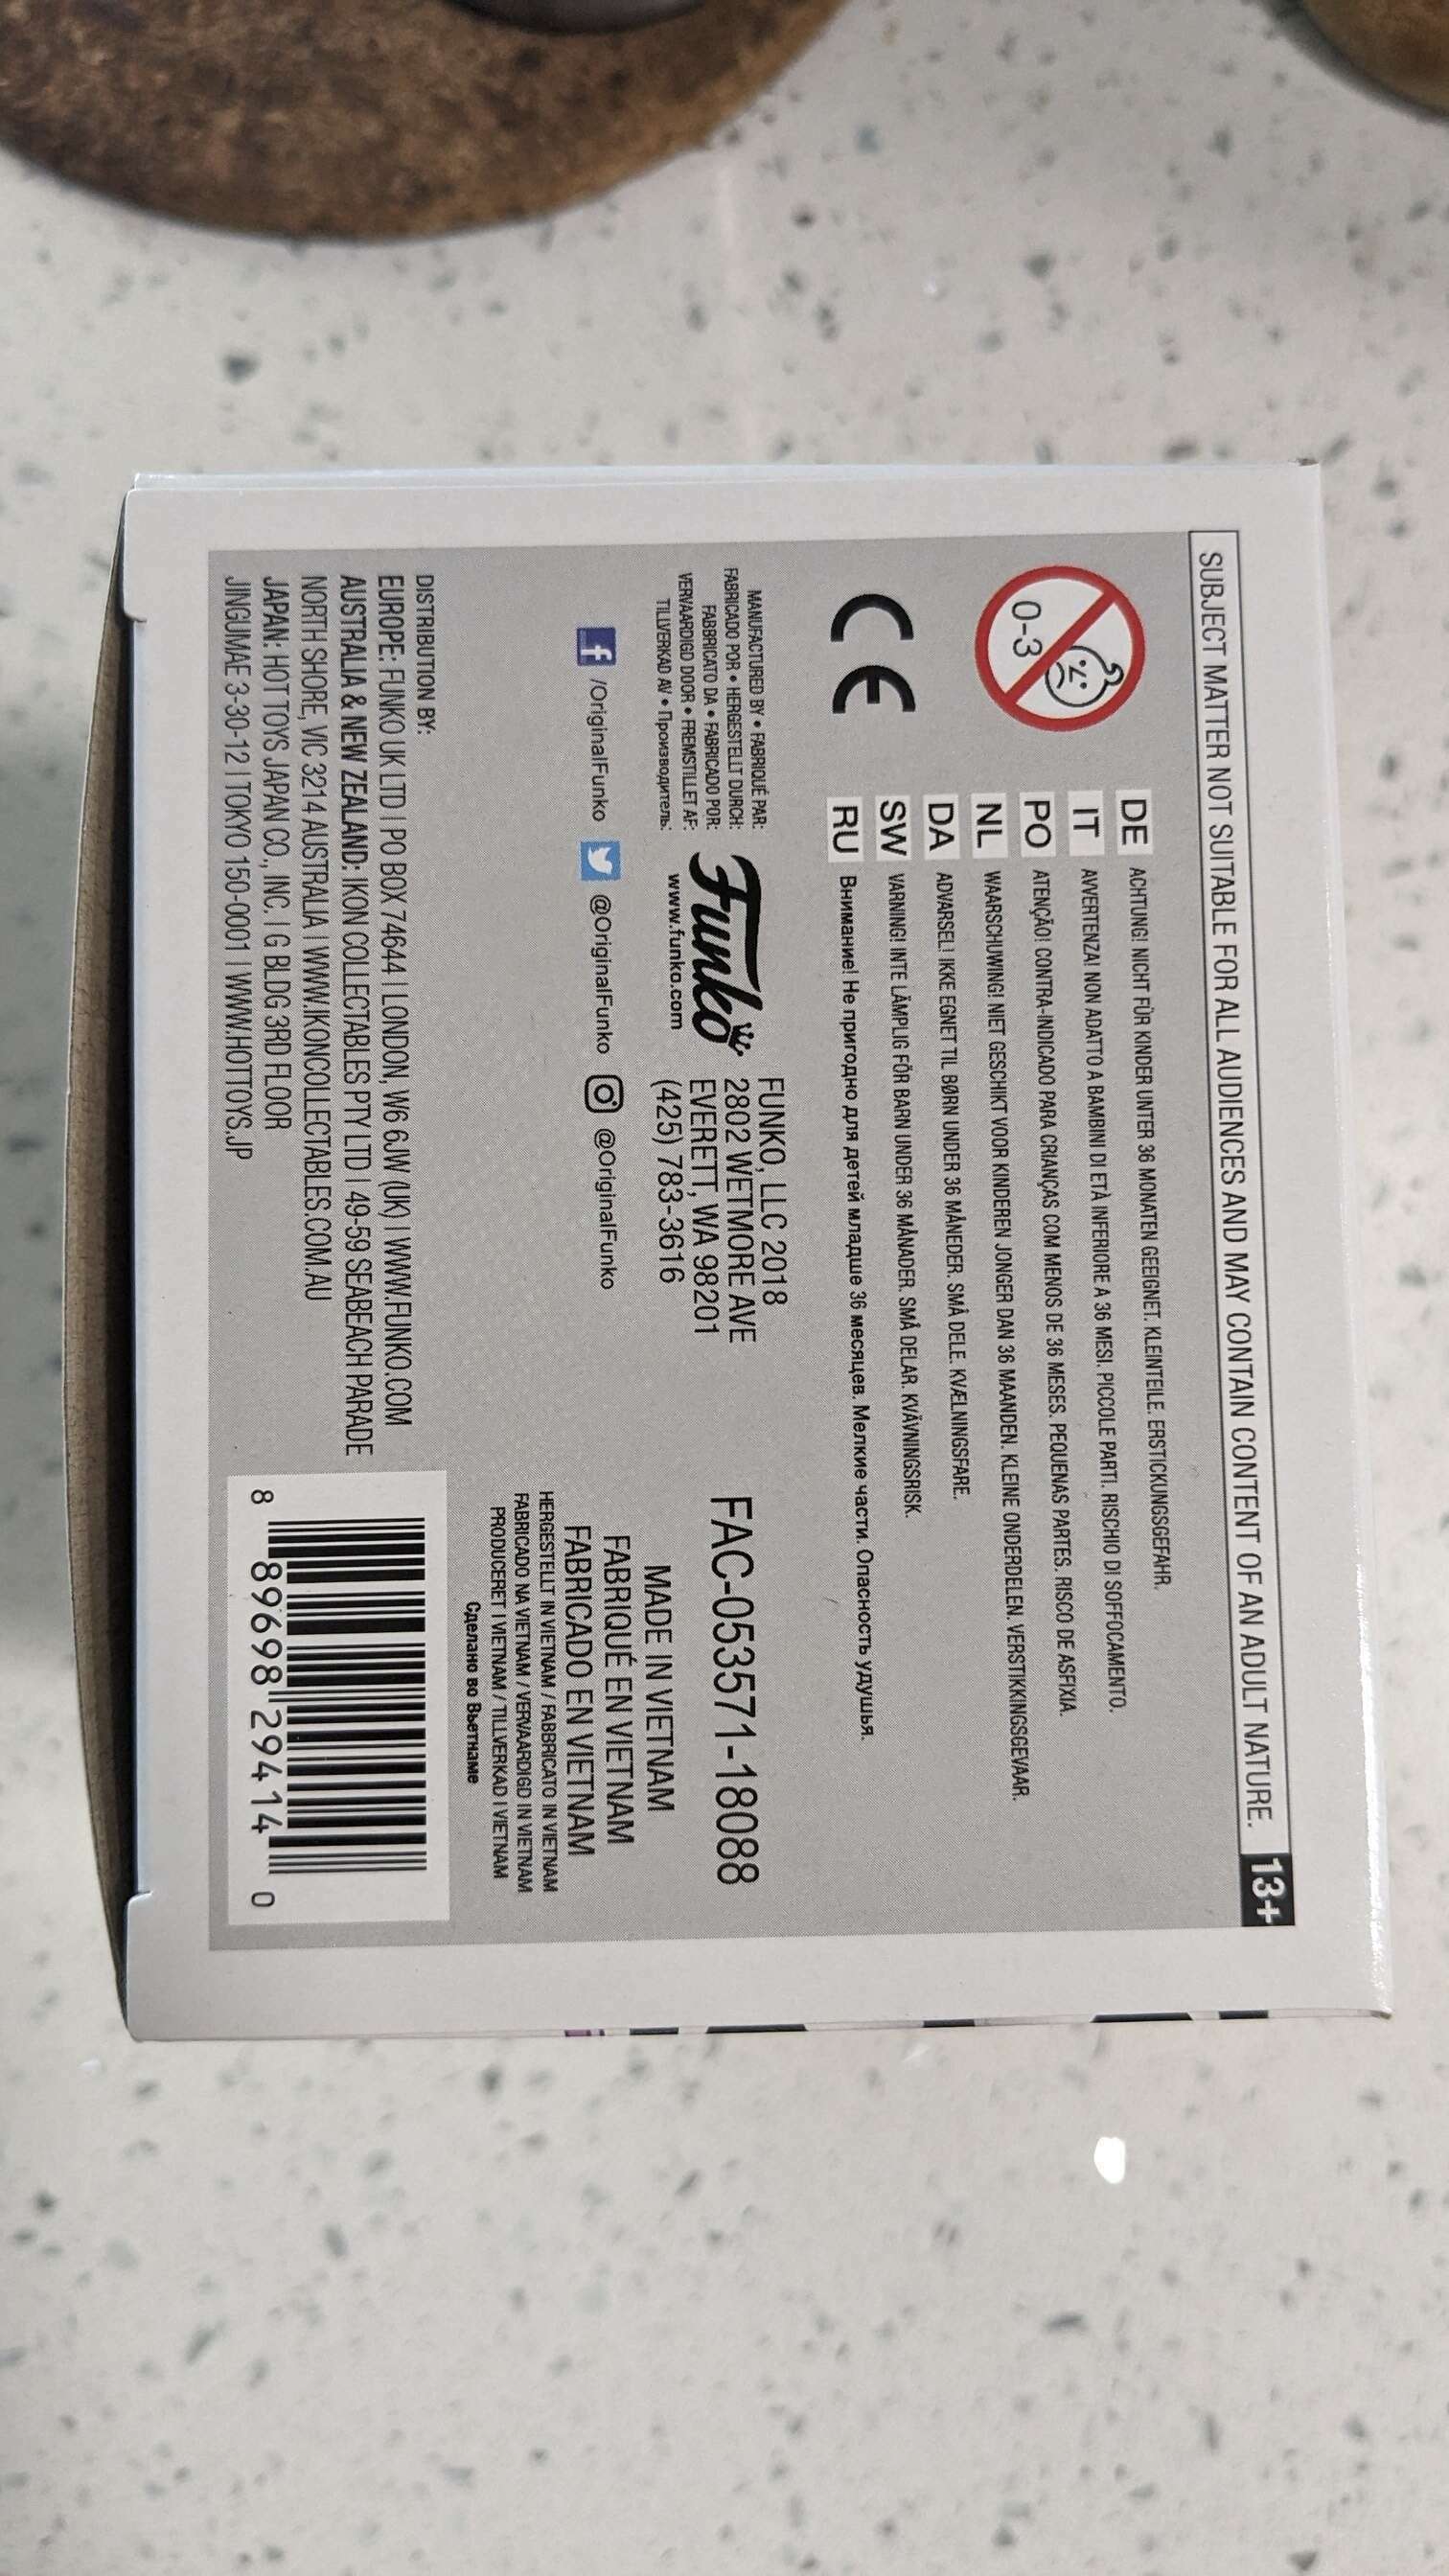 SUBJECT MATTER NOT SUITABLE FOR ALL AUDIENCES AND MAY CONTAIN CONTENT OF AN ADULT NATURE. 13+
0-3
DE ACHTUNG! NICHT FÜR KINDER UNTER 36 MONATEN GEEIGNET. KLEINTEILE. ERSTICKUNGSGEFAHR.
IT AVVERTENZA! NON ADATTO A BAMBINI DI ETÀ INFERIORE A 36 MESI. PICCOLE PARTI. RISCHIO DI SOFFOCAMENTO.
PO ATENÇÃO! CONTRA-INDICADO PARA CRIANÇAS COM MENOS DE 36 MESES. PEQUENAS PARTES. RISCO DE ASFIXIA.
NL WAARSCHUWING! NIET GESCHIKT VOOR KINDEREN JONGER DAN 36 MAANDEN. KLEINE ONDERDELEN. VERSTIKKINGSGEVAAR.
DA ADVARSEL! IKKE EGNET TIL BØRN UNDER 36 MÅNEDER. SMÅ DELE. KVÆLNINGSFARE.
SW VARNING! INTE LÄMPLIG FÖR BARN UNDER 36 MÅNADER. SMÅ DELAR. KVÄVNINGSRISK.
RU Внимание! Не пригодно для детей младше 36 месяцев. Мелкие части. Опасность удушья.
CE
MANUFACTURED BY • FABRIQUÉ PAR:
FABRICADO POR • HERGESTELLT DURCH:
FABBRICATO DA • FABRICADO POR:
VERVAARDIGD DOOR • FREMSTILLET AF:
TILLVERKAD AV • Производитель:
Funko
www.funko.com
FUNKO, LLC 2018
2802 WETMORE AVE
EVERETT, WA 98201
(425) 783-3616
f /OriginalFunko @OriginalFunko @OriginalFunko
FAC-053571-18088
MADE IN VIETNAM
FABRIQUÉ EN VIETNAM
FABRICADO EN VIETNAM
HERGESTELLT IN VIETNAM / FABBRICATO IN VIETNAM
FABRICADO NA VIETNAM / VERVAARDIGD IN VIETNAM
PRODUCERET I VIETNAM / TILLVERKAD I VIETNAM
Сделано во Вьетнаме
DISTRIBUTION BY:
EUROPE: FUNKO UK LTD | PO BOX 74644 | LONDON, W6 6JW (UK) | WWW.FUNKO.COM
AUSTRALIA & NEW ZEALAND: IKON COLLECTABLES PTY LTD | 49-59 SEABEACH PARADE
NORTH SHORE, VIC 3214 AUSTRALIA | WWW.IKONCOLLECTABLES.COM.AU
JAPAN: HOT TOYS JAPAN CO., INC. | G BLDG 3RD FLOOR
JINGUMAE 3-30-12 | TOKYO 150-0001 | WWW.HOTTOYS.JP
8 89698 29414 0